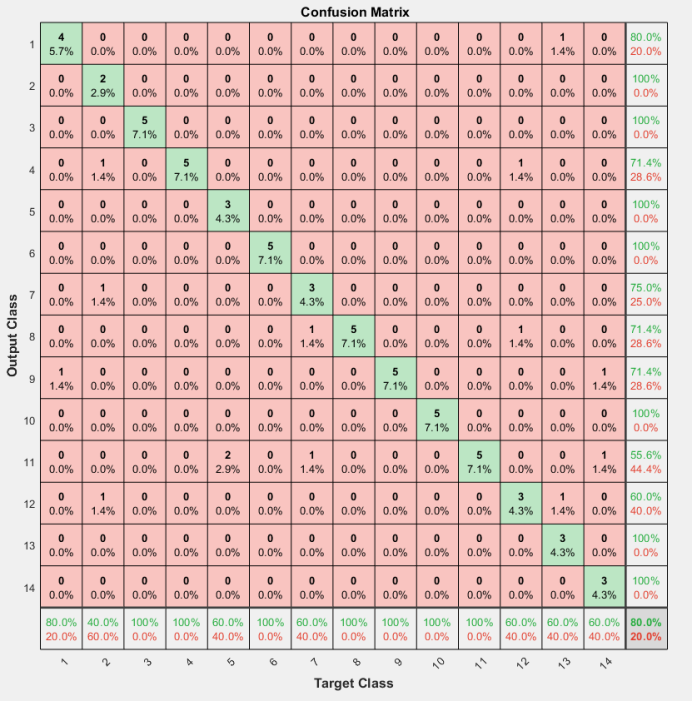 Confusion Matrix
1 4 0 0 0 0 0 0 0 0 0 0 0 1 0 80.0%
5.7% 0.0% 0.0% 0.0% 0.0% 0.0% 0.0% 0.0% 0.0% 0.0% 0.0% 0.0% 1.4% 0.0% 20.0%
2 0 2 0 0 0 0 0 0 0 0 0 0 0 0 100%
0.0% 2.9% 0.0% 0.0% 0.0% 0.0% 0.0% 0.0% 0.0% 0.0% 0.0% 0.0% 0.0% 0.0% 0.0%
3 0 0 5 0 0 0 0 0 0 0 0 0 0 0 100%
0.0% 0.0% 7.1% 0.0% 0.0% 0.0% 0.0% 0.0% 0.0% 0.0% 0.0% 0.0% 0.0% 0.0% 0.0%
4 0 1 0 5 0 0 0 0 0 0 0 1 0 0 71.4%
0.0% 1.4% 0.0% 7.1% 0.0% 0.0% 0.0% 0.0% 0.0% 0.0% 0.0% 1.4% 0.0% 0.0% 28.6%
5 0 0 0 0 3 0 0 0 0 0 0 0 0 0 100%
0.0% 0.0% 0.0% 0.0% 4.3% 0.0% 0.0% 0.0% 0.0% 0.0% 0.0% 0.0% 0.0% 0.0% 0.0%
6 0 0 0 0 0 5 0 0 0 0 0 0 0 0 100%
0.0% 0.0% 0.0% 0.0% 0.0% 7.1% 0.0% 0.0% 0.0% 0.0% 0.0% 0.0% 0.0% 0.0% 0.0%
7 0 1 0 0 0 0 3 0 0 0 0 0 0 0 75.0%
0.0% 1.4% 0.0% 0.0% 0.0% 0.0% 4.3% 0.0% 0.0% 0.0% 0.0% 0.0% 0.0% 0.0% 25.0%
8 0 0 0 0 0 0 1 5 0 0 0 1 0 0 71.4%
0.0% 0.0% 0.0% 0.0% 0.0% 0.0% 1.4% 7.1% 0.0% 0.0% 0.0% 1.4% 0.0% 0.0% 28.6%
9 1 0 0 0 0 0 0 0 5 0 0 0 0 1 71.4%
1.4% 0.0% 0.0% 0.0% 0.0% 0.0% 0.0% 0.0% 7.1% 0.0% 0.0% 0.0% 0.0% 1.4% 28.6%
10 0 0 0 0 0 0 0 0 0 5 0 0 0 0 100%
0.0% 0.0% 0.0% 0.0% 0.0% 0.0% 0.0% 0.0% 0.0% 7.1% 0.0% 0.0% 0.0% 0.0% 0.0%
11 0 0 0 0 2 0 1 0 0 0 5 0 0 1 55.6%
0.0% 0.0% 0.0% 0.0% 2.9% 0.0% 1.4% 0.0% 0.0% 0.0% 7.1% 0.0% 0.0% 1.4% 44.4%
12 0 1 0 0 0 0 0 0 0 0 0 3 1 0 60.0%
0.0% 1.4% 0.0% 0.0% 0.0% 0.0% 0.0% 0.0% 0.0% 0.0% 0.0% 4.3% 1.4% 0.0% 40.0%
13 0 0 0 0 0 0 0 0 0 0 0 0 3 0 100%
0.0% 0.0% 0.0% 0.0% 0.0% 0.0% 0.0% 0.0% 0.0% 0.0% 0.0% 0.0% 4.3% 0.0% 0.0%
14 0 0 0 0 0 0 0 0 0 0 0 0 0 3 100%
0.0% 0.0% 0.0% 0.0% 0.0% 0.0% 0.0% 0.0% 0.0% 0.0% 0.0% 0.0% 0.0% 4.3% 0.0%
80.0% 40.0% 100% 100% 60.0% 100% 60.0% 100% 100% 100% 100% 60.0% 60.0% 60.0% 80.0%
20.0% 60.0% 0.0% 0.0% 40.0% 0.0% 40.0% 0.0% 0.0% 0.0% 0.0% 40.0% 40.0% 40.0% 20.0%
1 2 3 4 5 6 7 8 9 10 11 12 13 14
Target Class
Output Class